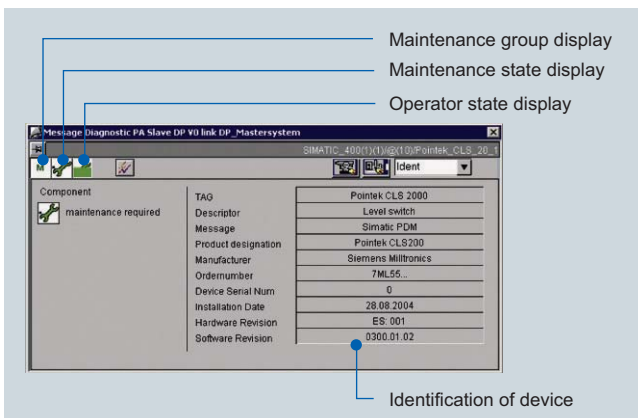 Maintenance group display
Maintenance state display
Operator state display
Message Diagnostic PA Slave DP V0 link DP_Mastersystem
SIMATIC_400(1)(1)/@(10)/Pointek_CLS_20_1
M
Ident
Component
maintenance required
TAG Pointek CLS 2000
Descriptor Level switch
Message Simatic PDM
Product designation Pointek CLS200
Manufacturer Siemens Milltronics
Ordernumber 7ML55...
Device Serial Num 0
Installation Date 28.08.2004
Hardware Revision ES: 001
Software Revision 0300.01.02
Identification of device